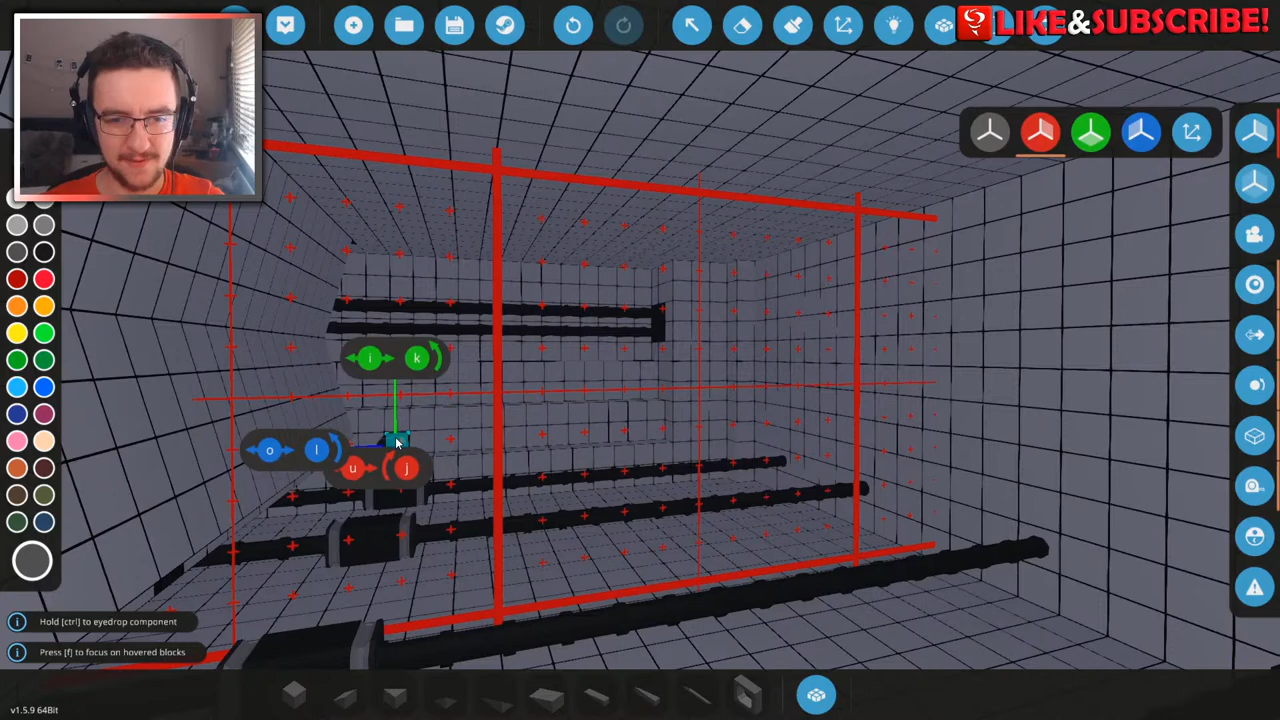 LIKE&SUBSCRIBE!
i k
o l
u j
Hold [ctrl] to eyedrop component
Press [f] to focus on hovered blocks
v1.5.9 64Bit